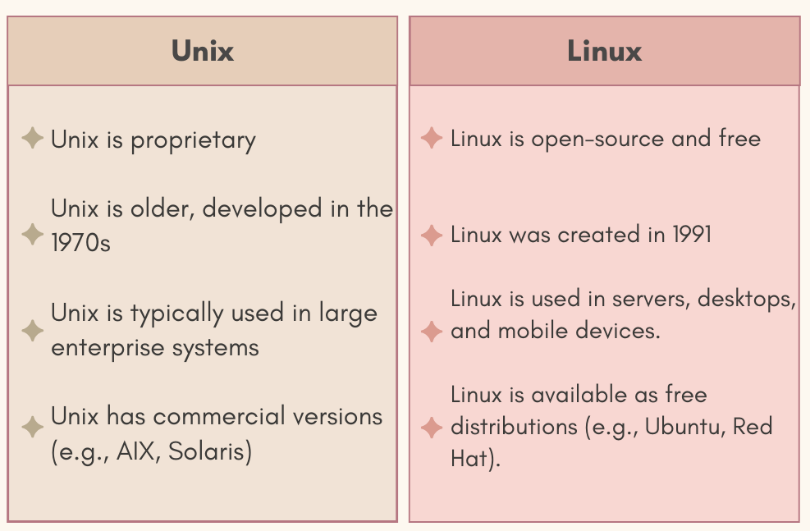 Unix
Unix is proprietary
Unix is older, developed in the
1970s
Unix is typically used in large
enterprise systems
Unix has commercial versions
(e.g., AIX, Solaris)
Linux
Linux is open-source and free
Linux was created in 1991
Linux is used in servers, desktops,
and mobile devices.
Linux is available as free
distributions (e.g., Ubuntu, Red
Hat).